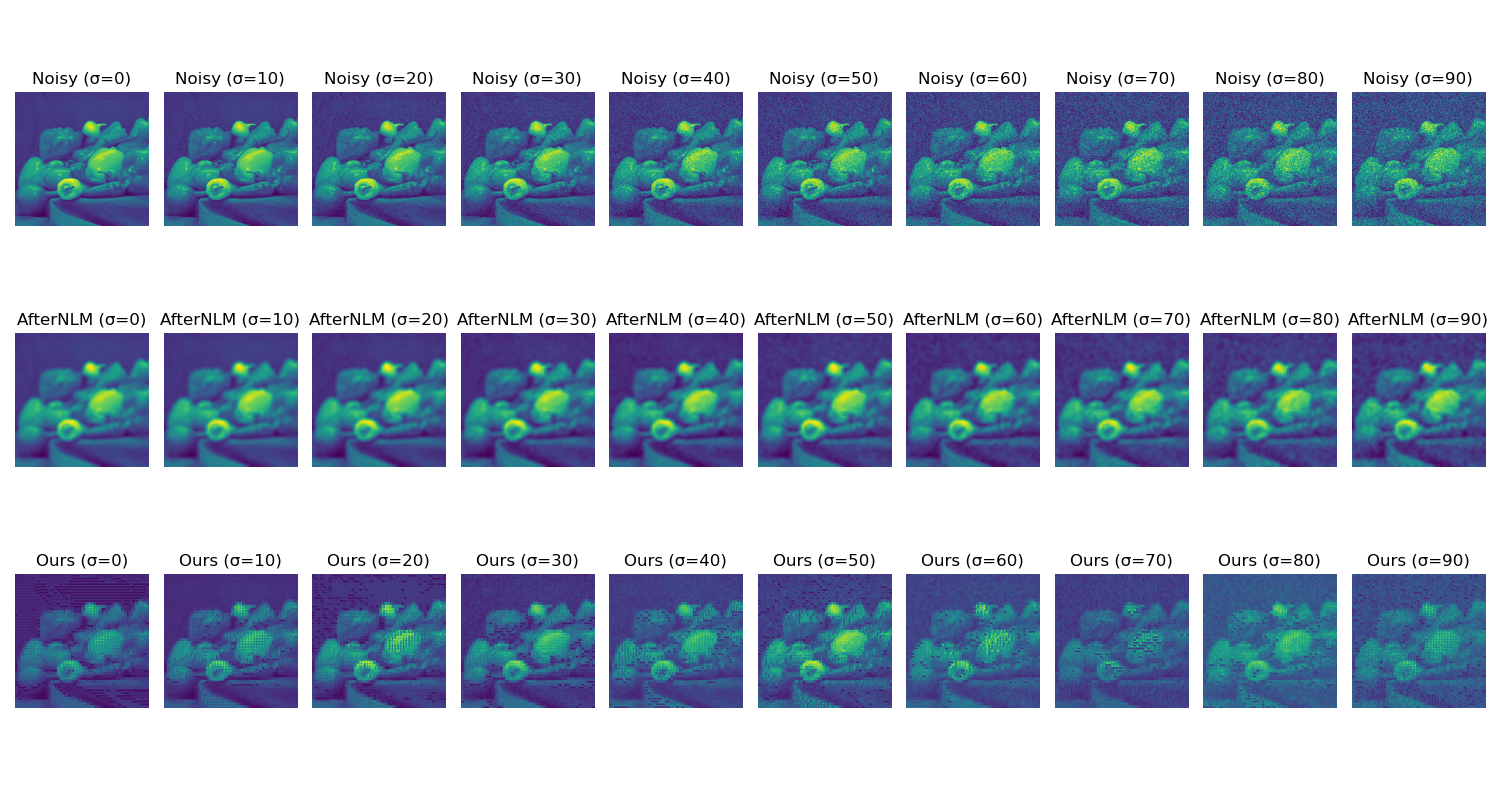 Noisy (σ=0) Noisy (σ=10) Noisy (σ=20) Noisy (σ=30) Noisy (σ=40) Noisy (σ=50) Noisy (σ=60) Noisy (σ=70) Noisy (σ=80) Noisy (σ=90)
AfterNLM (σ=0) AfterNLM (σ=10) AfterNLM (σ=20) AfterNLM (σ=30) AfterNLM (σ=40) AfterNLM (σ=50) AfterNLM (σ=60) AfterNLM (σ=70) AfterNLM (σ=80) AfterNLM (σ=90)
Ours (σ=0) Ours (σ=10) Ours (σ=20) Ours (σ=30) Ours (σ=40) Ours (σ=50) Ours (σ=60) Ours (σ=70) Ours (σ=80) Ours (σ=90)